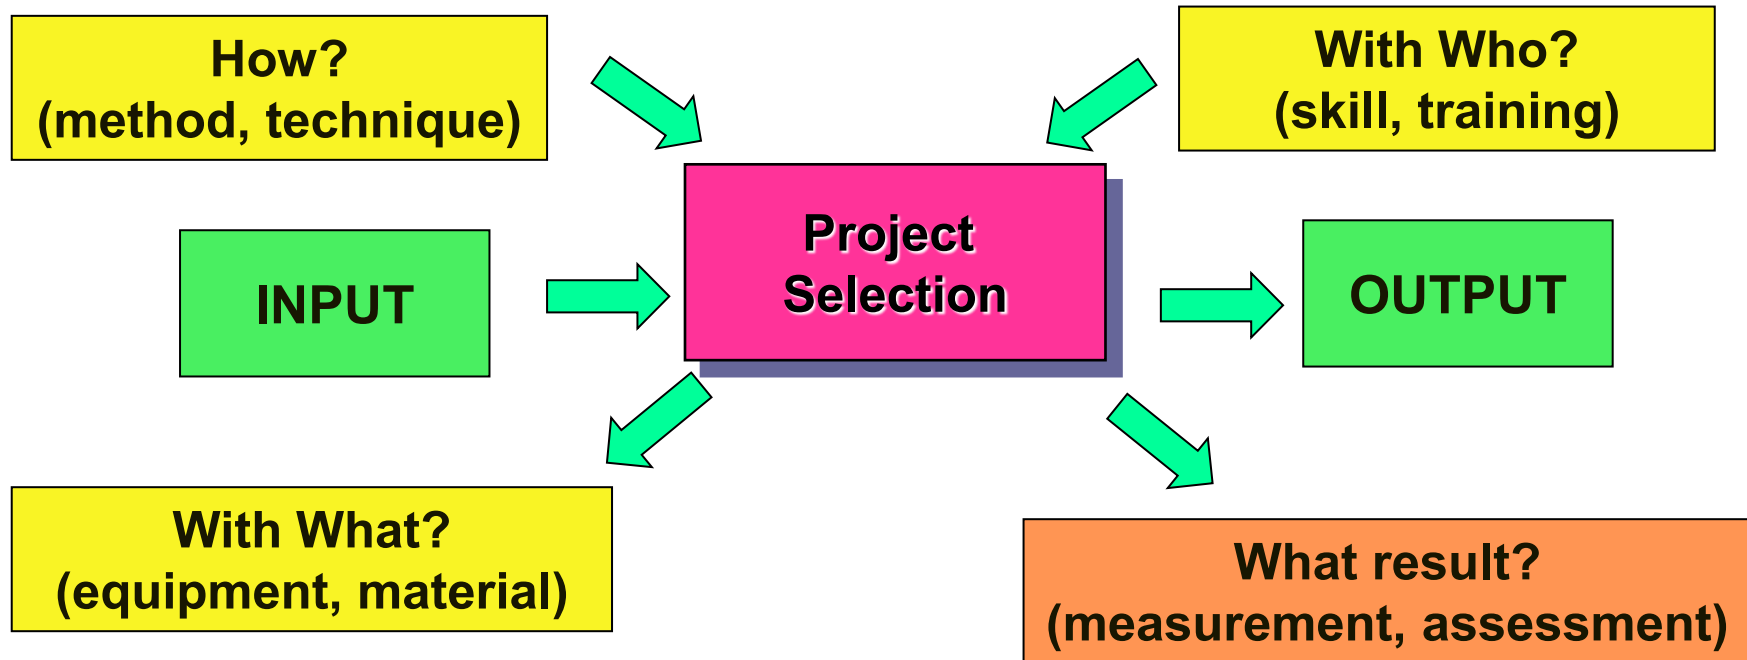 How?
(method, technique)
With Who?
(skill, training)
INPUT
Project
Selection
OUTPUT
With What?
(equipment, material)
What result?
(measurement, assessment)